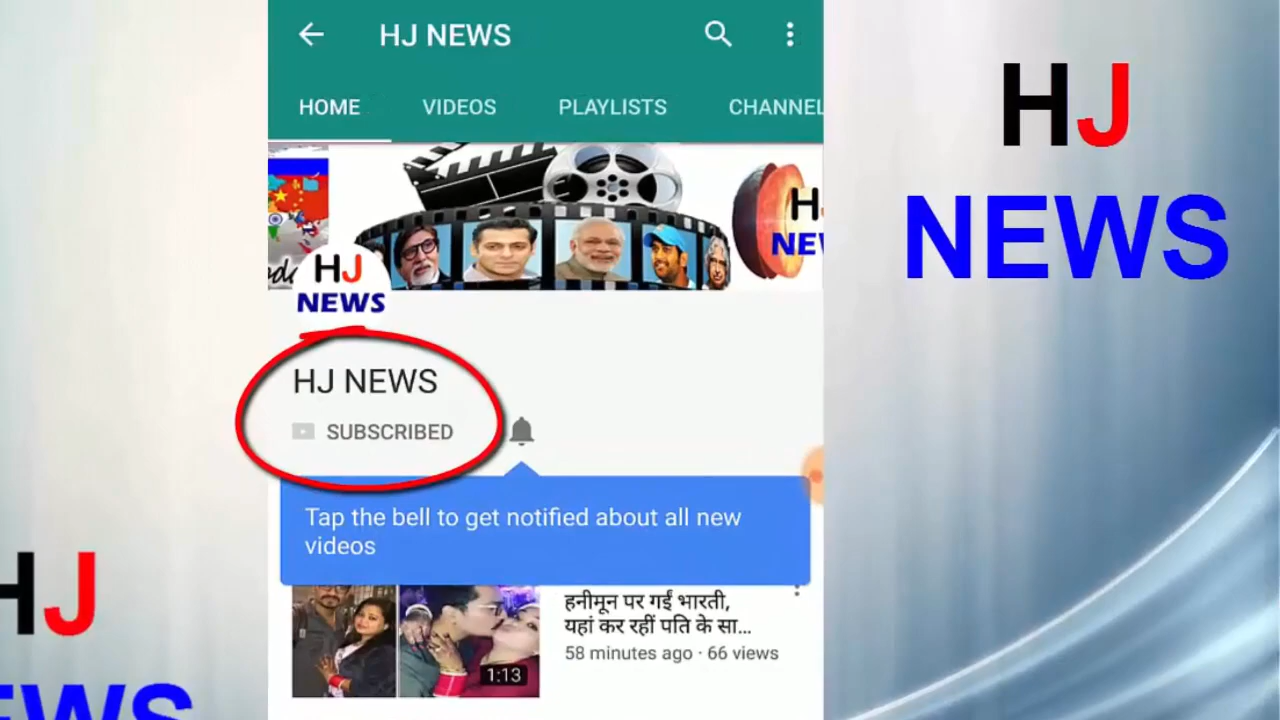 HJ NEWS
HOME VIDEOS PLAYLISTS CHANNEL
HJ
NEWS
HJ
NEWS
HJ NEWS
SUBSCRIBED
Tap the bell to get notified about all new
videos
हनीमून पर गईं भारती,
यहां कर रहीं पति के सा...
58 minutes ago · 66 views
1:13
HJ
NEWS